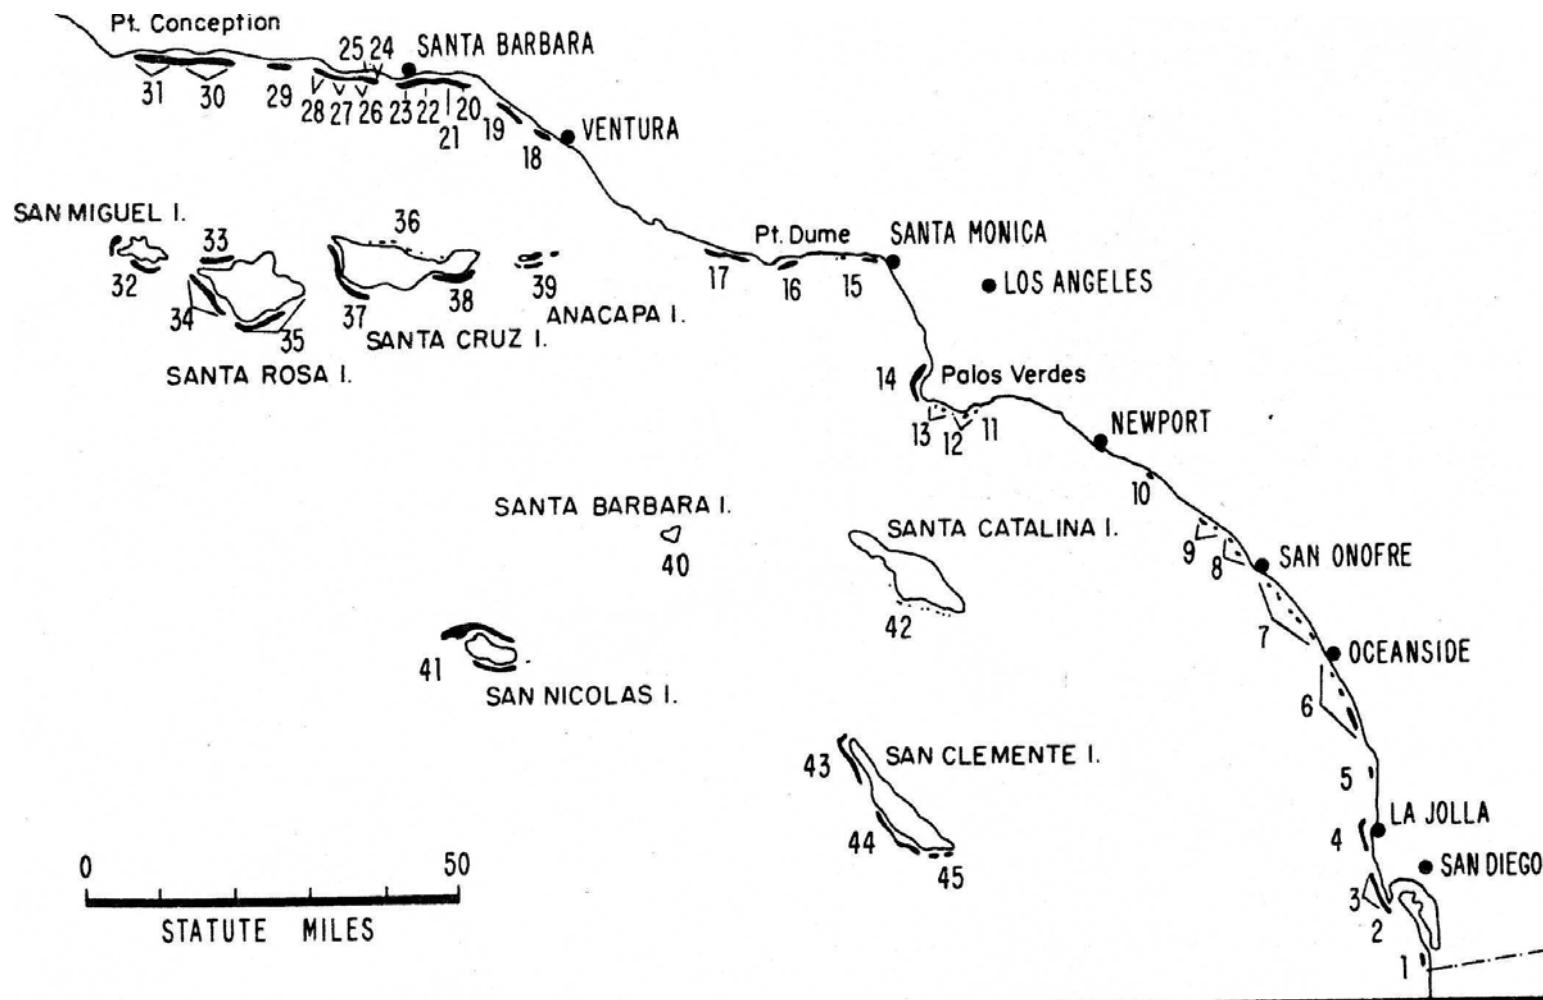 Pt. Conception
25 24
SANTA BARBARA
31
30
29
28
27
26
23
22
21
20
19
18
VENTURA
SAN MIGUEL I.
32
33
34
35
SANTA ROSA I.
36
37
38
SANTA CRUZ I.
39
ANACAPA I.
17
Pt. Dume
16
15
SANTA MONICA
LOS ANGELES
14
Palos Verdes
13
12
11
NEWPORT
10
SANTA BARBARA I.
40
SANTA CATALINA I.
42
9
8
SAN ONOFRE
7
41
SAN NICOLAS I.
OCEANSIDE
6
43
SAN CLEMENTE I.
44
45
5
4
LA JOLLA
SAN DIEGO
3
2
1
0
50
STATUTE MILES